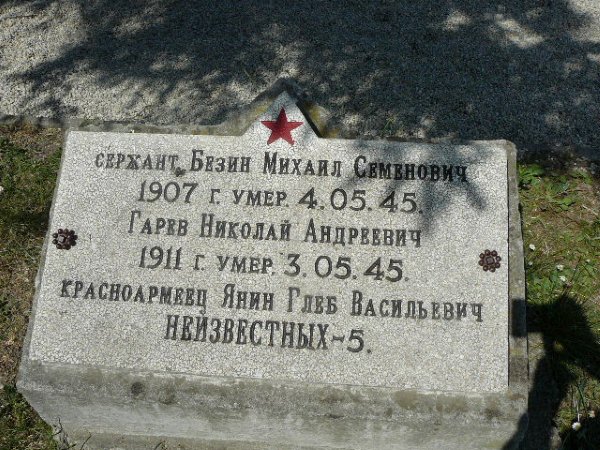 серхант Безин Михаил Семенович
1907 г. умер. 4.05.45.
Гарев Николай Андреевич
1911 г. умер. 3.05.45.
красноармеец Янин Глеб Васильевич
НЕИЗВЕСТНЫХ-5.